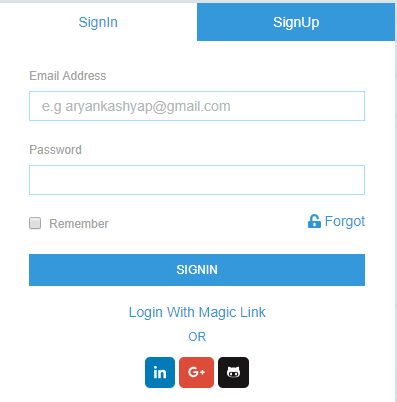 SignIn SignUp
Email Address
e.g aryankashyap@gmail.com
Password
Remember Forgot
SIGNIN
Login With Magic Link
OR
in G+